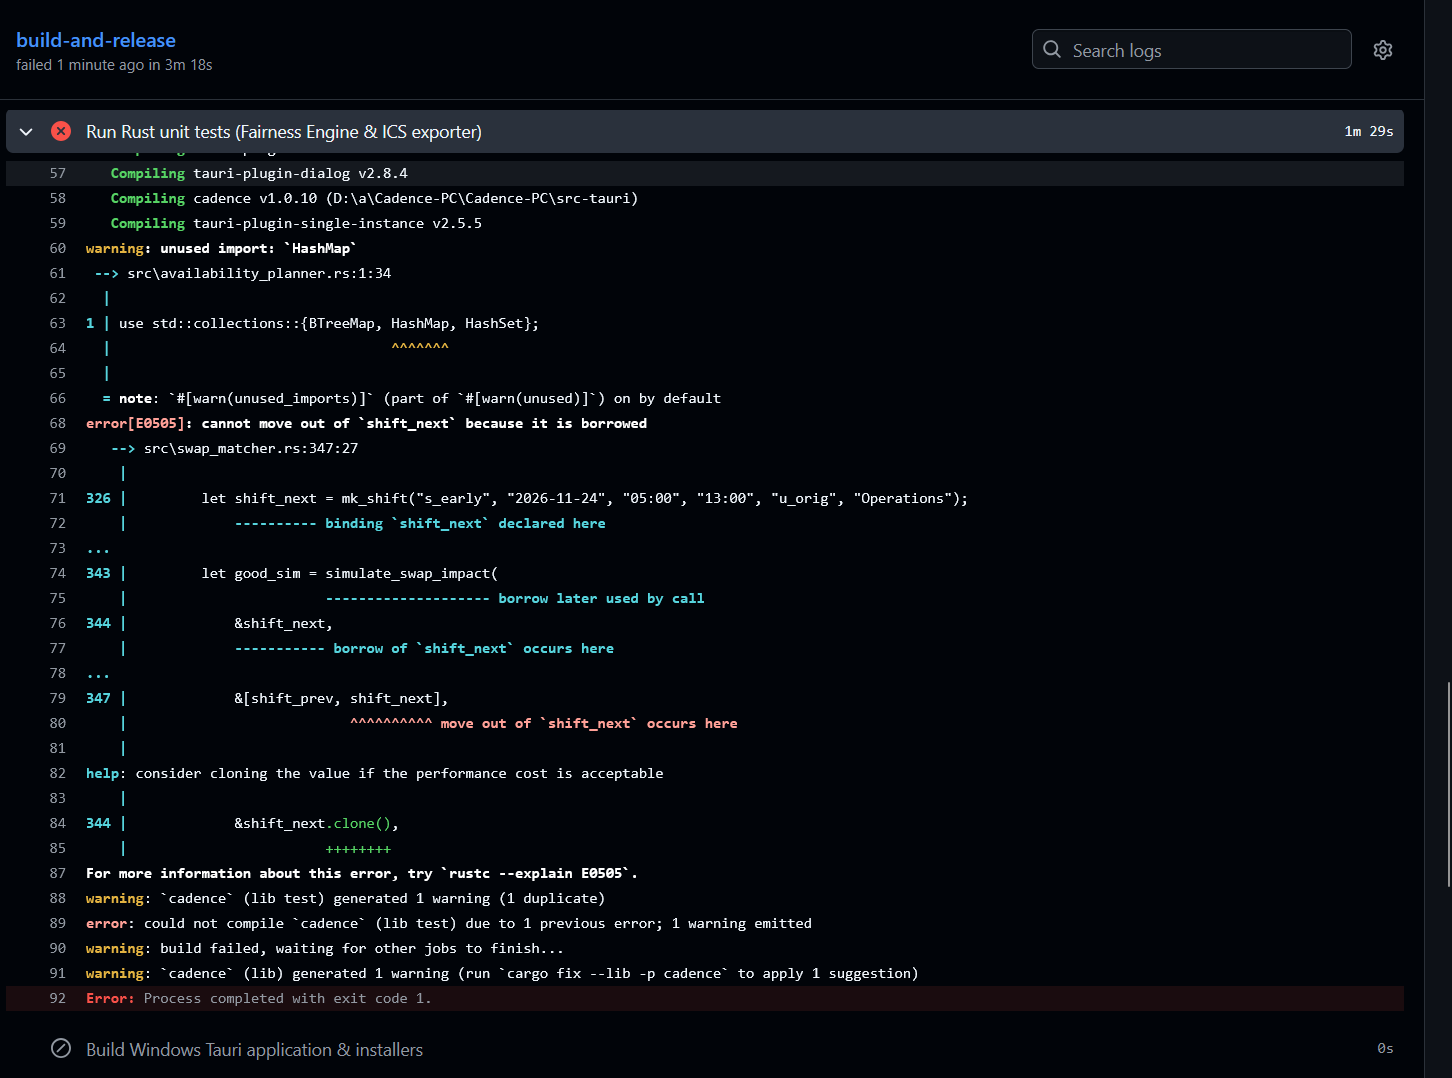 build-and-release
failed 1 minute ago in 3m 18s
Search logs
Run Rust unit tests (Fairness Engine & ICS exporter)
1m 29s
57 Compiling tauri-plugin-dialog v2.8.4
58 Compiling cadence v1.0.10 (D:\a\Cadence-PC\Cadence-PC\src-tauri)
59 Compiling tauri-plugin-single-instance v2.5.5
60 warning: unused import: `HashMap`
61 --> src\availability_planner.rs:1:34
62 |
63 1 | use std::collections::{BTreeMap, HashMap, HashSet};
64 | ^^^^^^^
65 |
66 = note: `#[warn(unused_imports)]` (part of `#[warn(unused)]`) on by default
68 error[E0505]: cannot move out of `shift_next` because it is borrowed
69 --> src\swap_matcher.rs:347:27
70 |
71 326 | let shift_next = mk_shift("s_early", "2026-11-24", "05:00", "13:00", "u_orig", "Operations");
72 | ---------- binding `shift_next` declared here
73 ...
74 343 | let good_sim = simulate_swap_impact(
75 | -------------------- borrow later used by call
76 344 | &shift_next,
77 | ----------- borrow of `shift_next` occurs here
78 ...
79 347 | &[shift_prev, shift_next],
80 | ^^^^^^^^^^ move out of `shift_next` occurs here
81 |
82 help: consider cloning the value if the performance cost is acceptable
83 |
84 344 | &shift_next.clone(),
85 | ++++++++
87 For more information about this error, try `rustc --explain E0505`.
88 warning: `cadence` (lib test) generated 1 warning (1 duplicate)
89 error: could not compile `cadence` (lib test) due to 1 previous error; 1 warning emitted
90 warning: build failed, waiting for other jobs to finish...
91 warning: `cadence` (lib) generated 1 warning (run `cargo fix --lib -p cadence` to apply 1 suggestion)
92 Error: Process completed with exit code 1.
Build Windows Tauri application & installers
0s